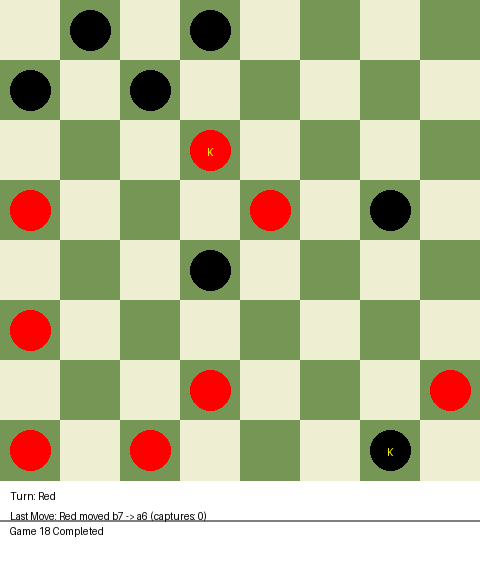 K
K
Turn: Red
Last Move: Red moved b7 -> a6 (captures: 0)
Game 18 Completed